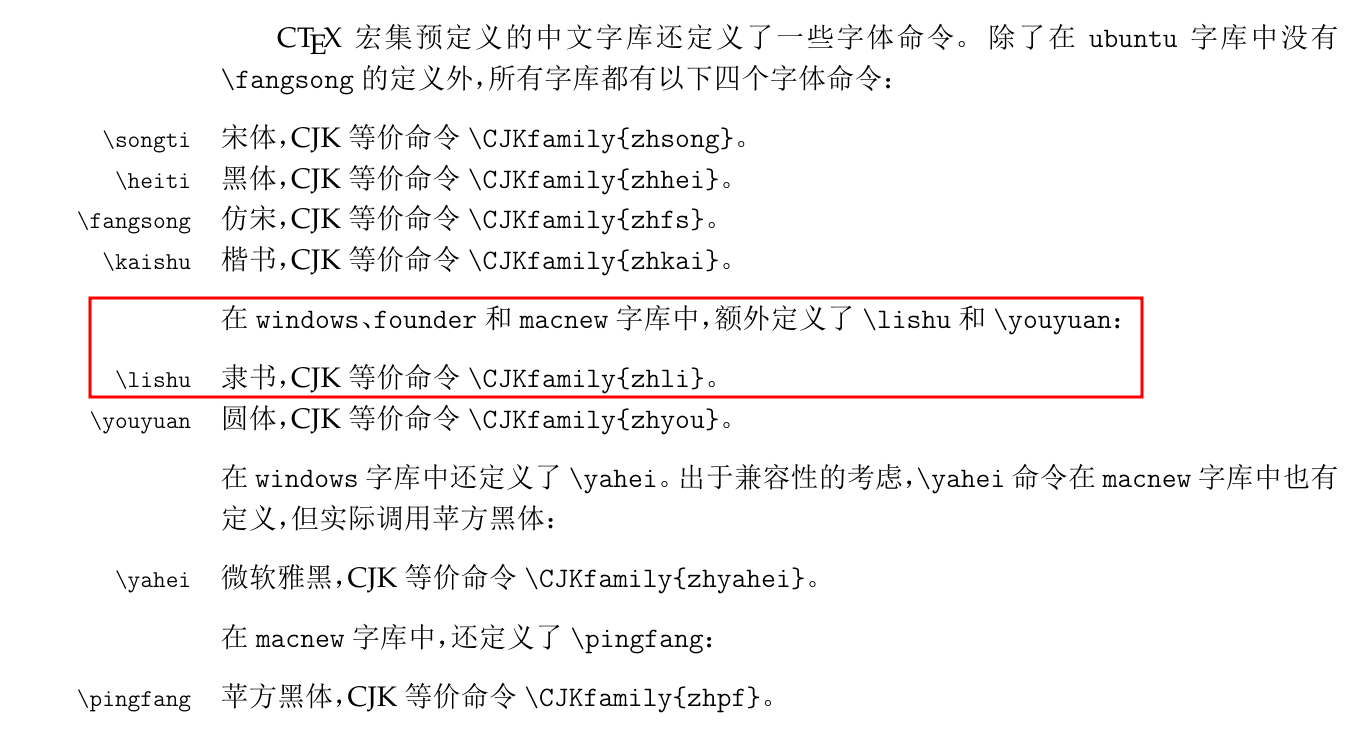 CTEX 宏集预定义的中文字库还定义了一些字体命令。除了在 ubuntu 字库中没有
\fangsong 的定义外,所有字库都有以下四个字体命令:
\songti 宋体,CJK 等价命令 \CJKfamily{zhsong}。
\heiti 黑体,CJK 等价命令 \CJKfamily{zhhei}。
\fangsong 仿宋,CJK 等价命令 \CJKfamily{zhfs}。
\kaishu 楷书,CJK 等价命令 \CJKfamily{zhkai}。
在 windows、founder 和 macnew 字库中,额外定义了 \lishu 和 \youyuan:
\lishu 隶书,CJK 等价命令 \CJKfamily{zhli}。
\youyuan 圆体,CJK 等价命令 \CJKfamily{zhyou}。
在 windows 字库中还定义了 \yahei。出于兼容性的考虑,\yahei 命令在 macnew 字库中也有
定义,但实际调用苹方黑体:
\yahei 微软雅黑,CJK 等价命令 \CJKfamily{zhyahei}。
在 macnew 字库中,还定义了 \pingfang:
\pingfang 苹方黑体,CJK 等价命令 \CJKfamily{zhpf}。